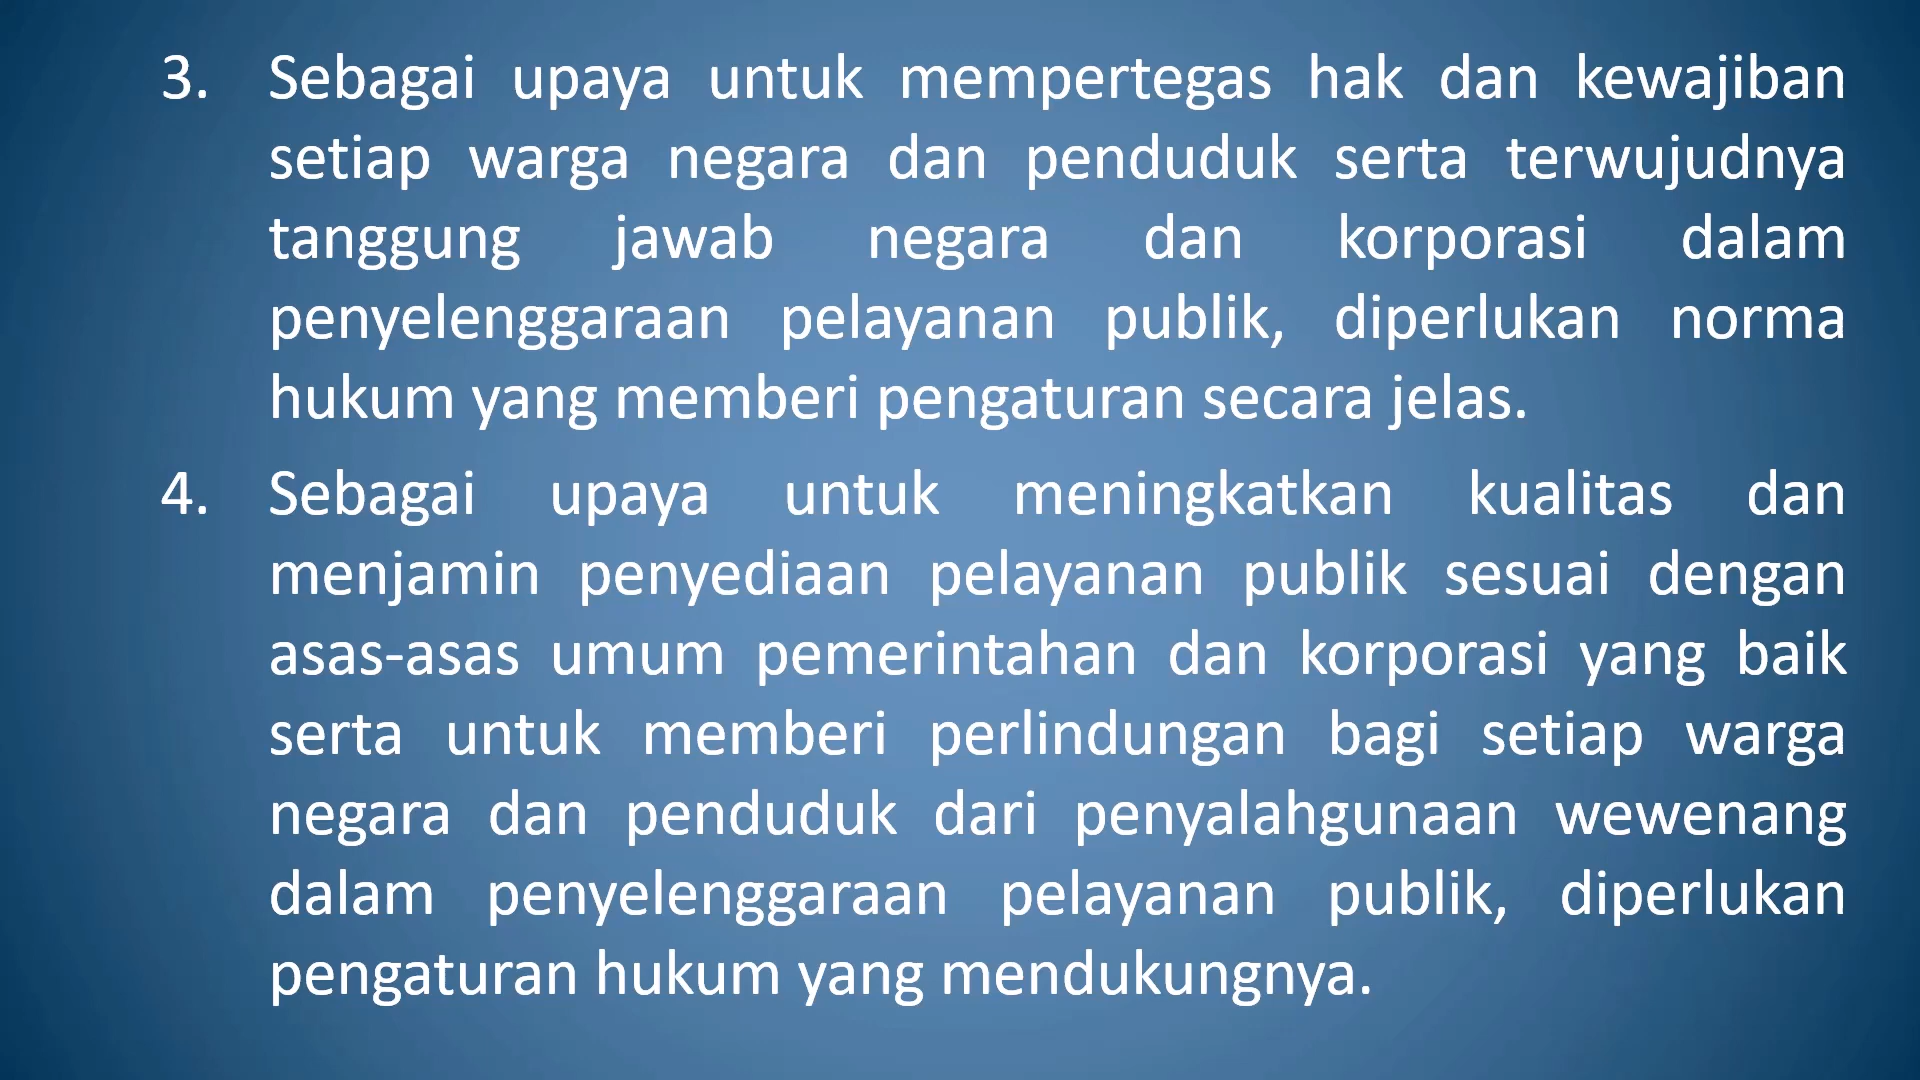 3. Sebagai upaya untuk mempertegas hak dan kewajiban
setiap warga negara dan penduduk serta terwujudnya
tanggung jawab negara dan korporasi dalam
penyelenggaraan pelayanan publik, diperlukan norma
hukum yang memberi pengaturan secara jelas.
4. Sebagai upaya untuk meningkatkan kualitas dan
menjamin penyediaan pelayanan publik sesuai dengan
asas-asas umum pemerintahan dan korporasi yang baik
serta untuk memberi perlindungan bagi setiap warga
negara dan penduduk dari penyalahgunaan wewenang
dalam penyelenggaraan pelayanan publik, diperlukan
pengaturan hukum yang mendukungnya.